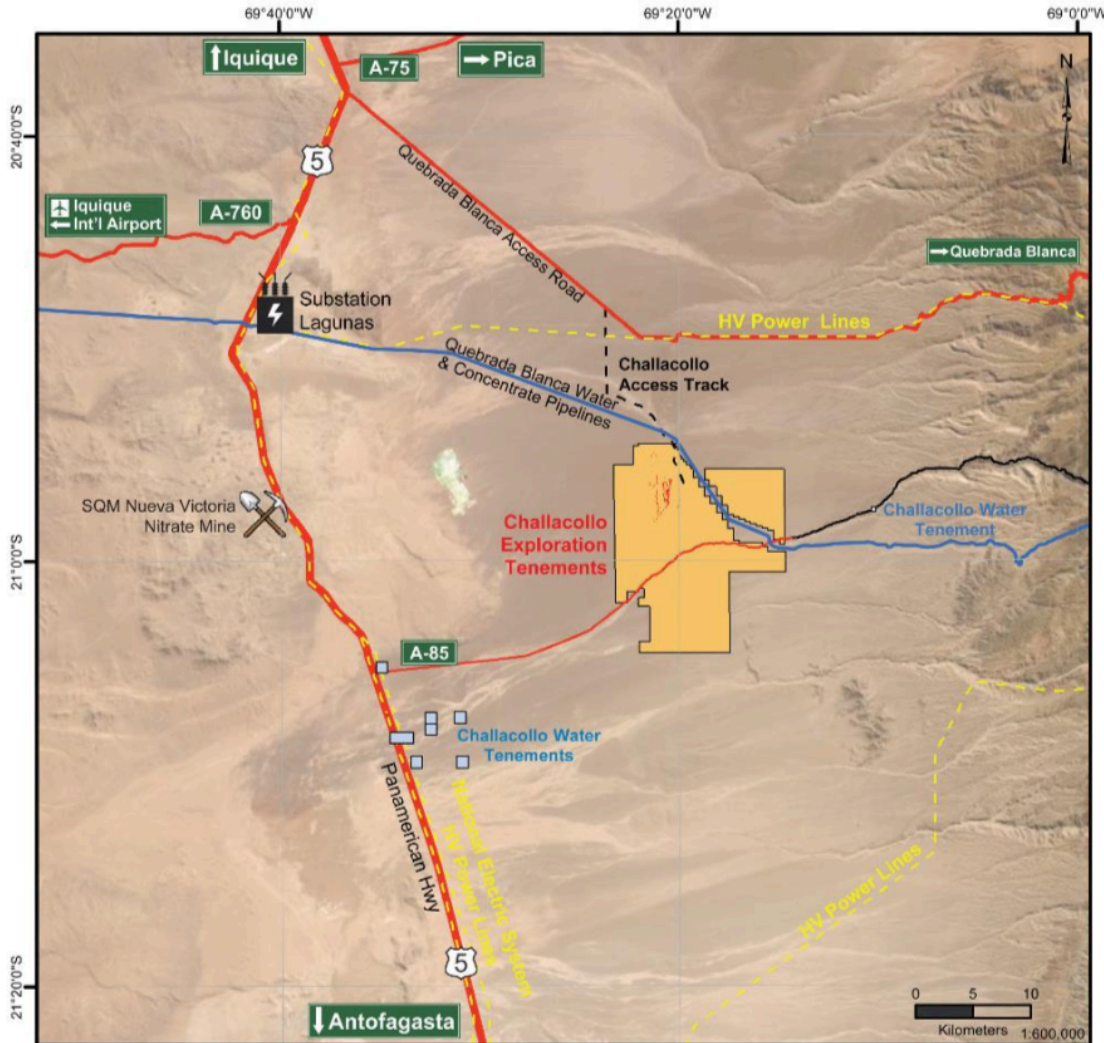 69°40'0"W
69°20'0"W
69°0'0"W
Iquique
A-75
Pica
N
20°40'S
5
Quebrada Blanca Access Road
Iquique
Int'l Airport
A-760
Quebrada Blanca
Substation
Lagunas
HV Power Lines
Quebrada Blanca Water
& Concentrate Pipelines
Challacollo
Access Track
SQM Nueva Victoria
Nitrate Mine
Challacollo
Exploration
Tenements
Challacollo Water
Tenement
21°0'0"S
A-85
Challacollo Water
Tenements
Panamerican Hwy
National Electric System
HV Power Lines
HV Power Lines
5
21°20'0"S
Antofagasta
0 5 10
Kilometers 1:600.000